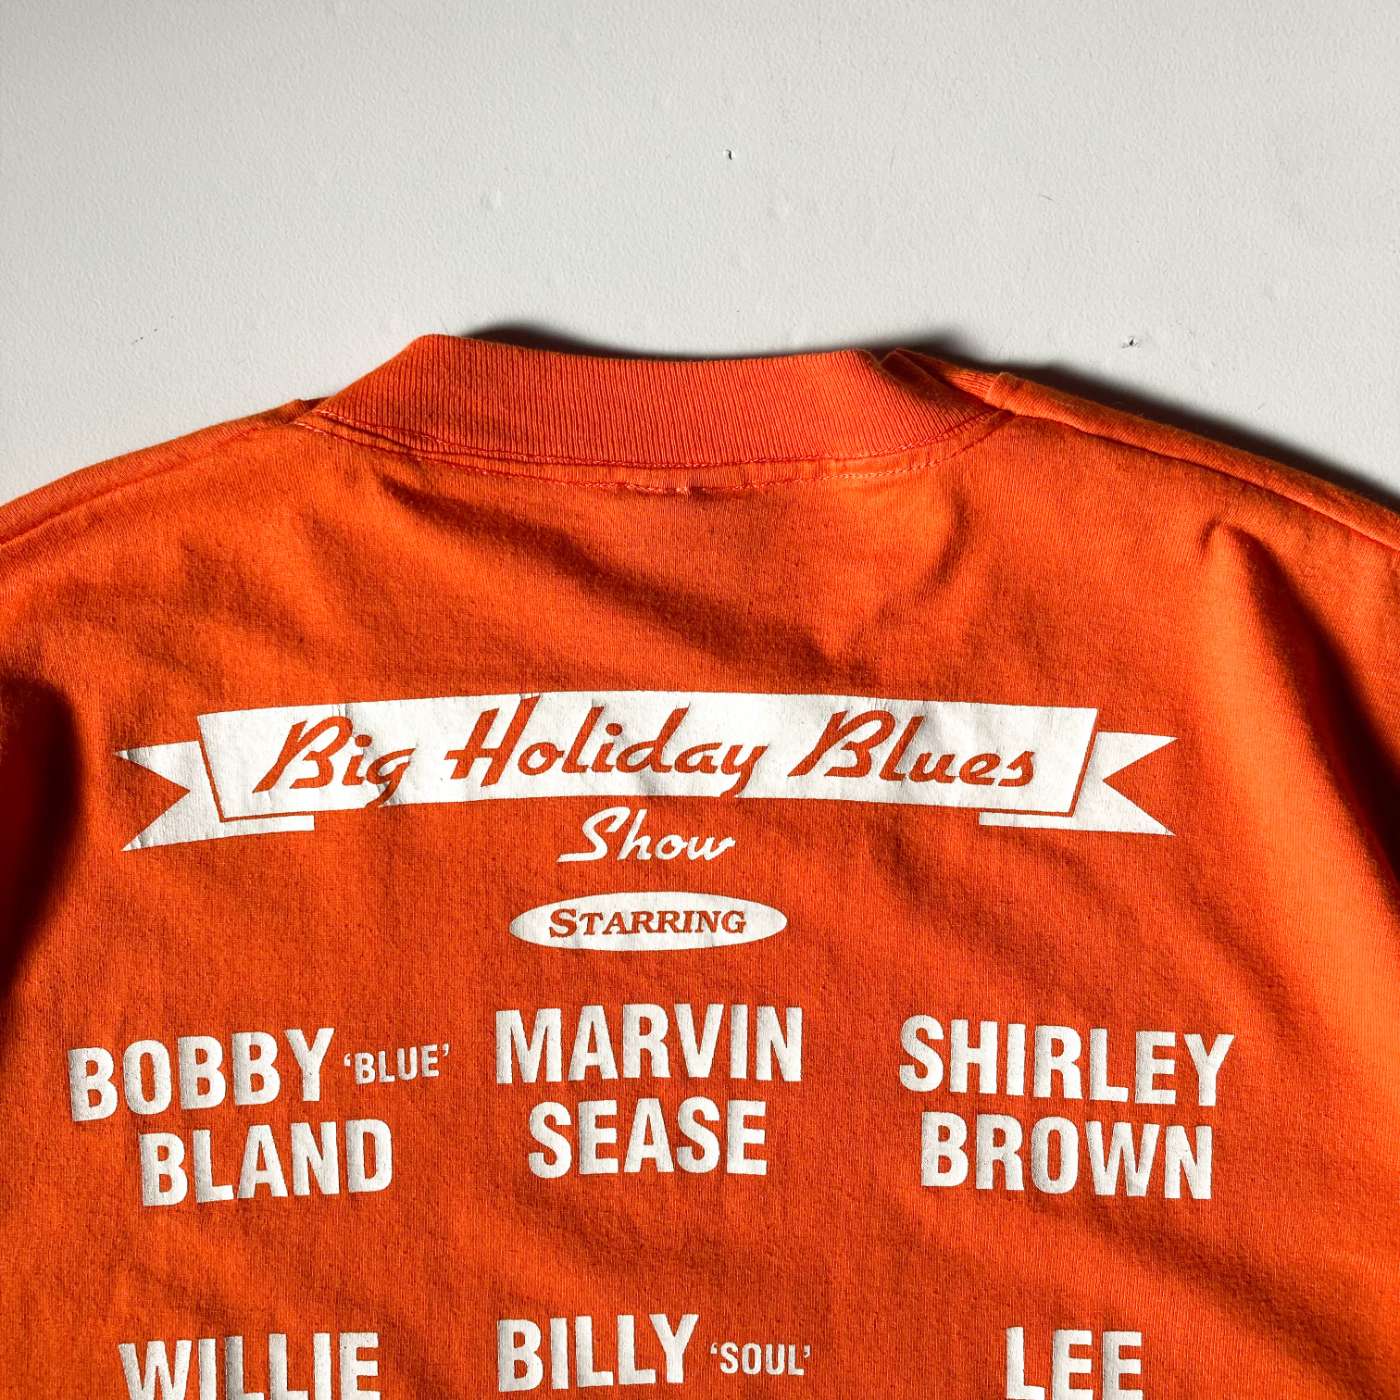 Big Holiday Blues
Show
STARRING
BOBBY 'BLUE'
BLAND
MARVIN
SEASE
SHIRLEY
BROWN
WILLIE
BILLY 'SOUL'
LEE